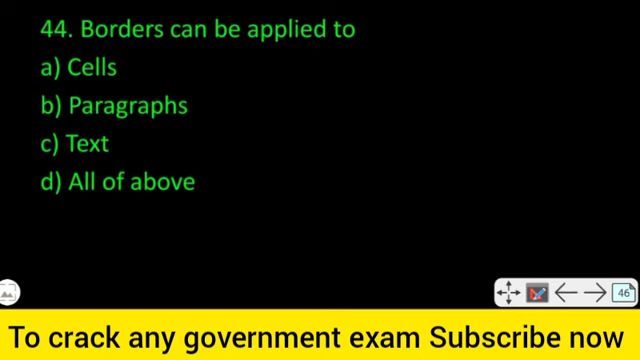 44. Borders can be applied to
a) Cells
b) Paragraphs
c) Text
d) All of above
46
To crack any government exam Subscribe now